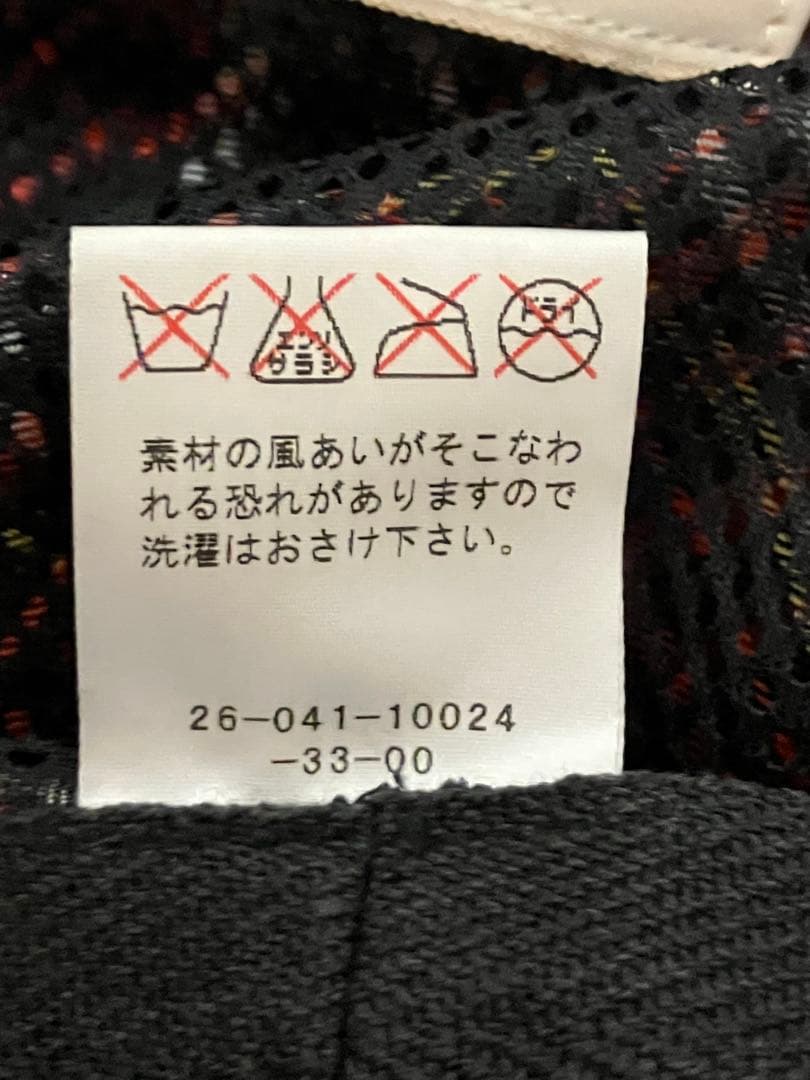 エンソ
サラシ
ドライ
素材の風あいがそこなわ
れる恐れがありますので
洗濯はおさけ下さい。
26-041-10024
-33-00